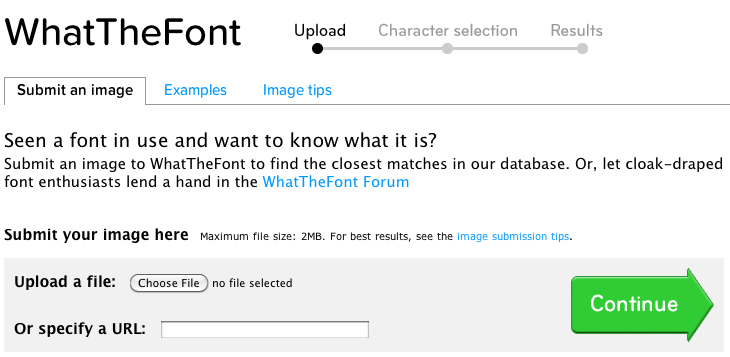 WhatTheFont
Upload Character selection Results
Submit an image Examples Image tips
Seen a font in use and want to know what it is?
Submit an image to WhatTheFont to find the closest matches in our database. Or, let cloak-draped
font enthusiasts lend a hand in the WhatTheFont Forum
Submit your image here Maximum file size: 2MB. For best results, see the image submission tips.
Upload a file: Choose File no file selected
Continue
Or specify a URL: